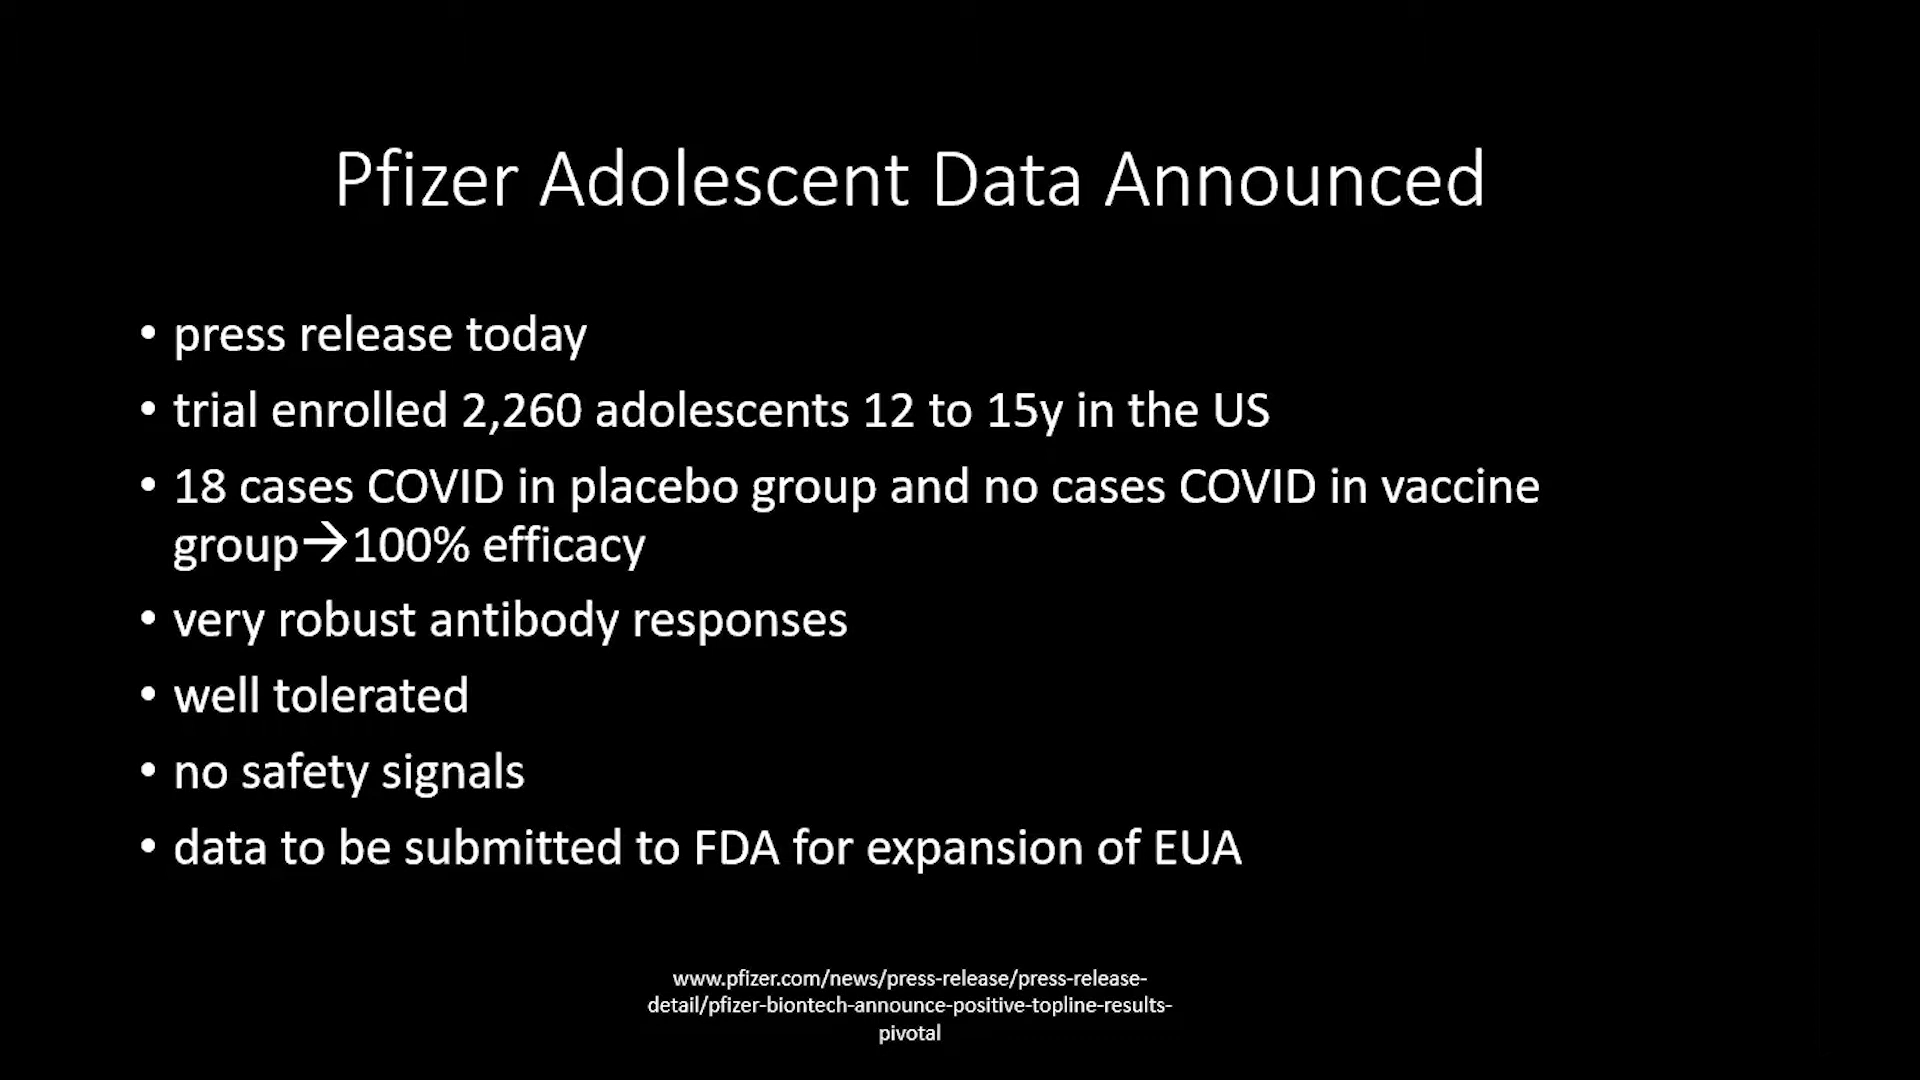 Pfizer Adolescent Data Announced
• press release today
• trial enrolled 2,260 adolescents 12 to 15y in the US
• 18 cases COVID in placebo group and no cases COVID in vaccine
group→100% efficacy
• very robust antibody responses
• well tolerated
• no safety signals
• data to be submitted to FDA for expansion of EUA
www.pfizer.com/news/press-release/press-release-
detail/pfizer-biontech-announce-positive-topline-results-
pivotal